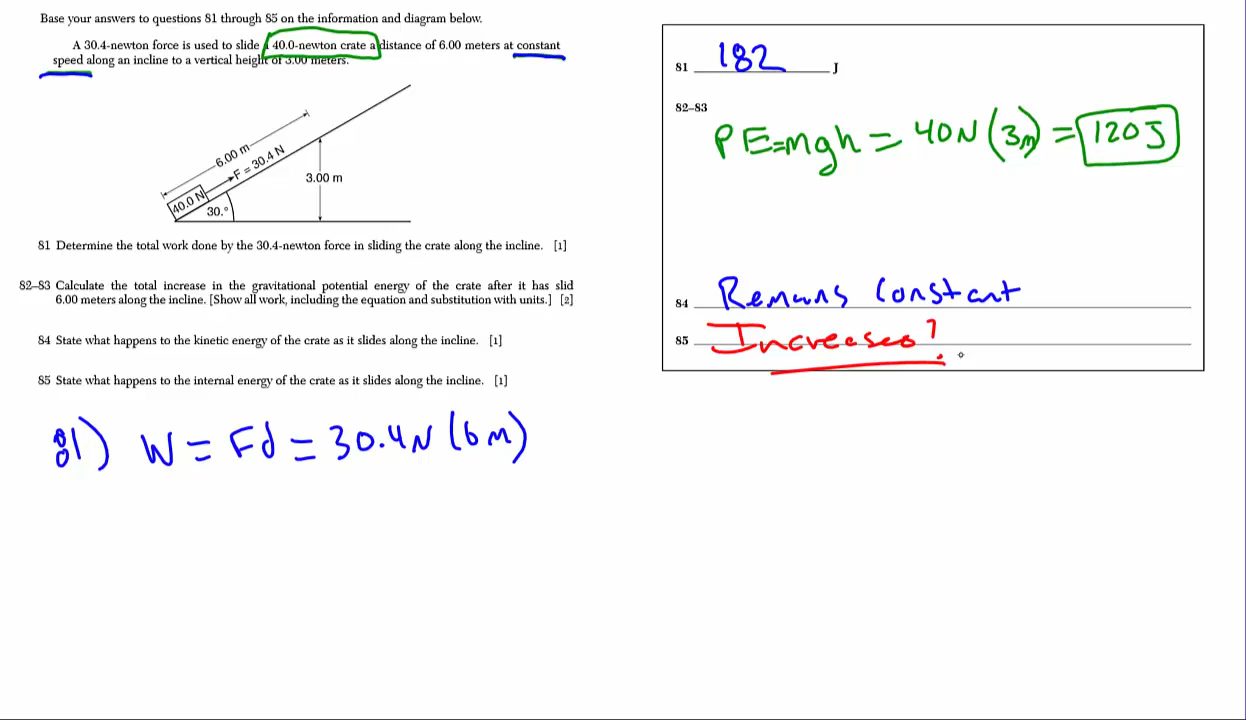 Base your answers to questions 81 through 85 on the information and diagram below.
A 30.4-newton force is used to slide a 40.0-newton crate a distance of 6.00 meters at constant
speed along an incline to a vertical height of 3.00 meters.
6.00 m
F = 30.4 N
40.0 N
30.°
3.00 m
81 Determine the total work done by the 30.4-newton force in sliding the crate along the incline. [1]
82–83 Calculate the total increase in the gravitational potential energy of the crate after it has slid
6.00 meters along the incline. [Show all work, including the equation and substitution with units.] [2]
84 State what happens to the kinetic energy of the crate as it slides along the incline. [1]
85 State what happens to the internal energy of the crate as it slides along the incline. [1]
81) W = Fd = 30.4N (6m)
81 182 J
82–83
PE=mgh = 40N (3m) = 120J
84 Remans Constant
85 Increases!